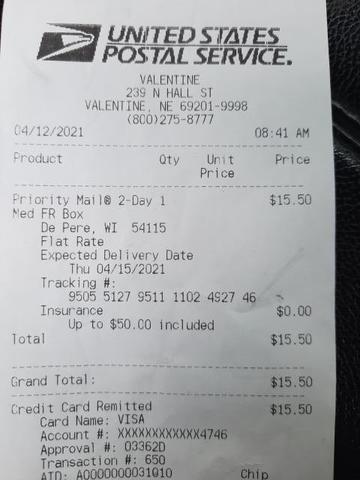 UNITED STATES
POSTAL SERVICE.
VALENTINE
239 N HALL ST
VALENTINE, NE 69201-9998
(800)275-8777
04/12/2021 08:41 AM
Product Qty Unit Price
Price
Priority Mail® 2-Day 1 $15.50
Med FR Box
De Pere, WI 54115
Flat Rate
Expected Delivery Date
Thu 04/15/2021
Tracking #:
9505 5127 9511 1102 4927 46
Insurance $0.00
Up to $50.00 included
Total $15.50
Grand Total: $15.50
Credit Card Remitted $15.50
Card Name: VISA
Account #: XXXXXXXXXXXX4746
Approval #: 03362D
Transaction #: 650
AID: A0000000031010 Chip